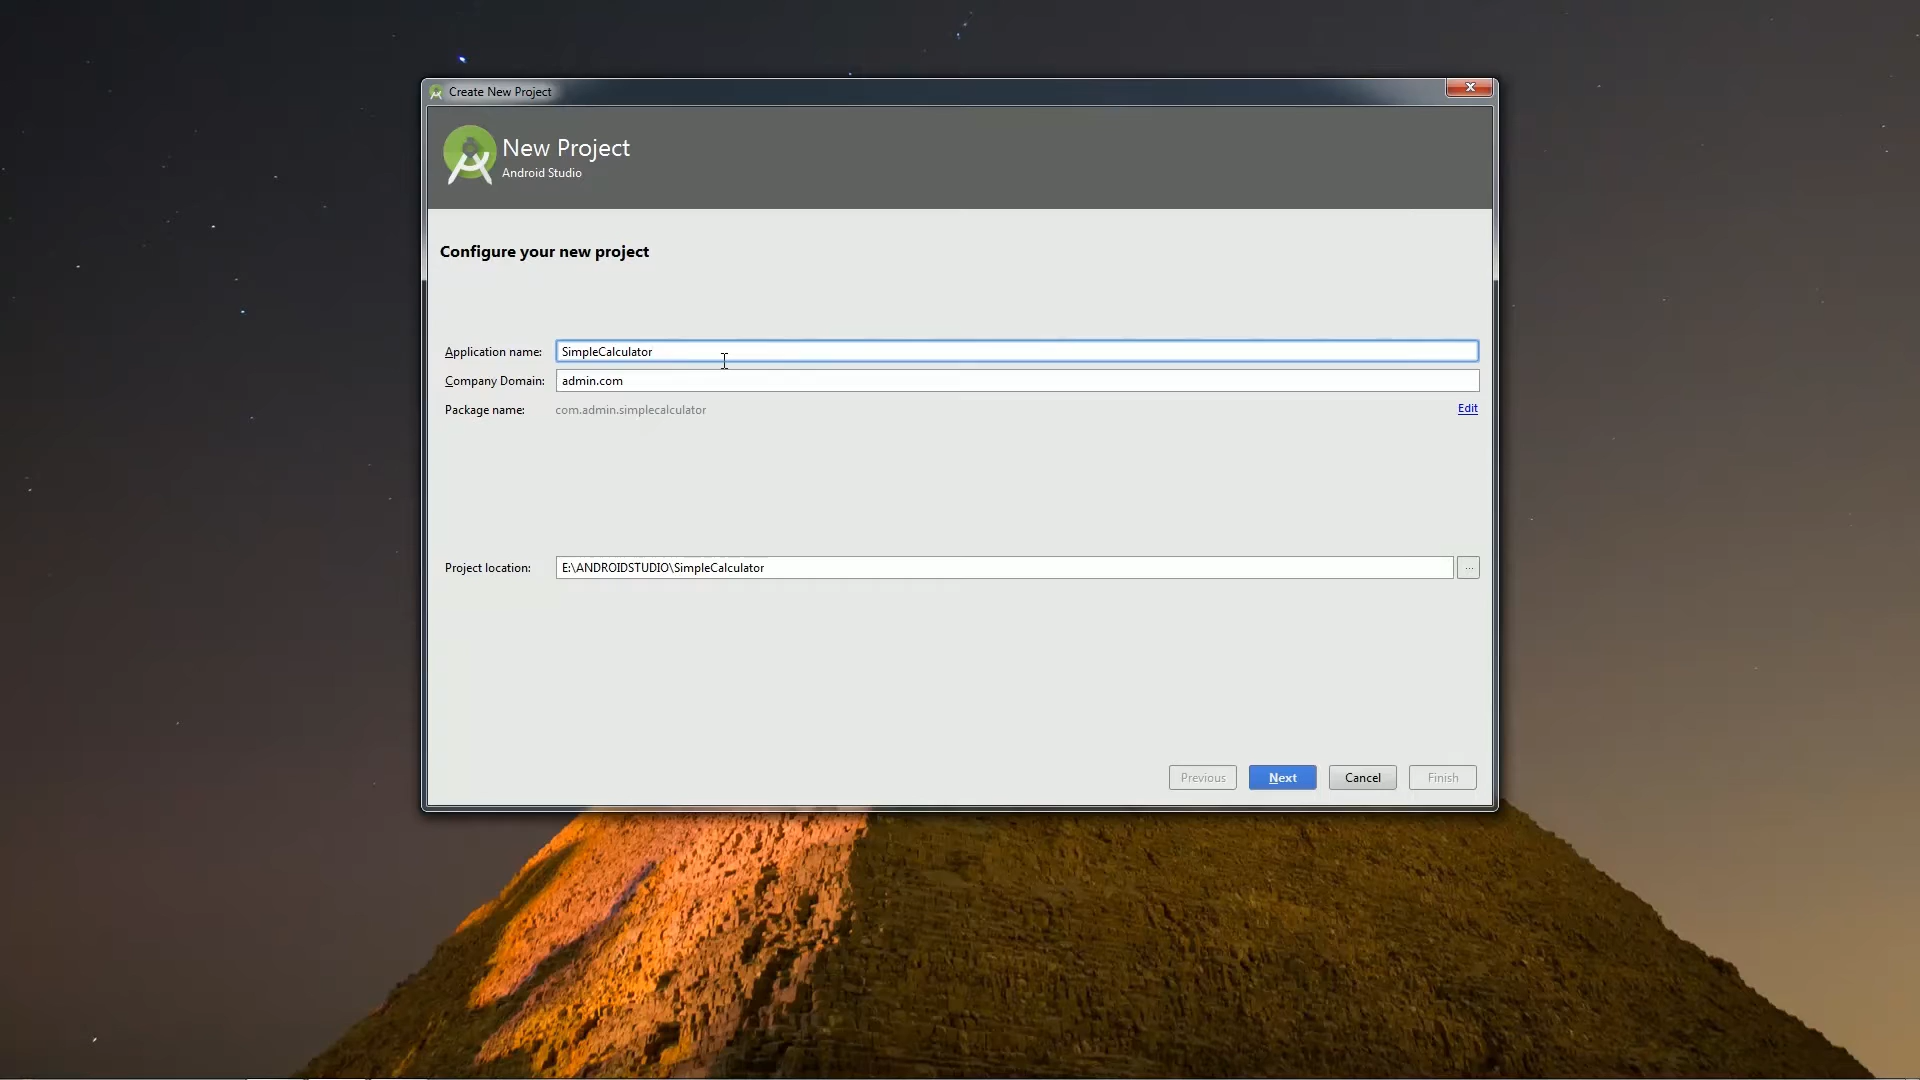 Create New Project
New Project
Android Studio
Configure your new project
Application name: SimpleCalculator
Company Domain: admin.com
Package name: com.admin.simplecalculator Edit
Project location: E:\ANDROIDSTUDIO\SimpleCalculator ...
Previous Next Cancel Finish